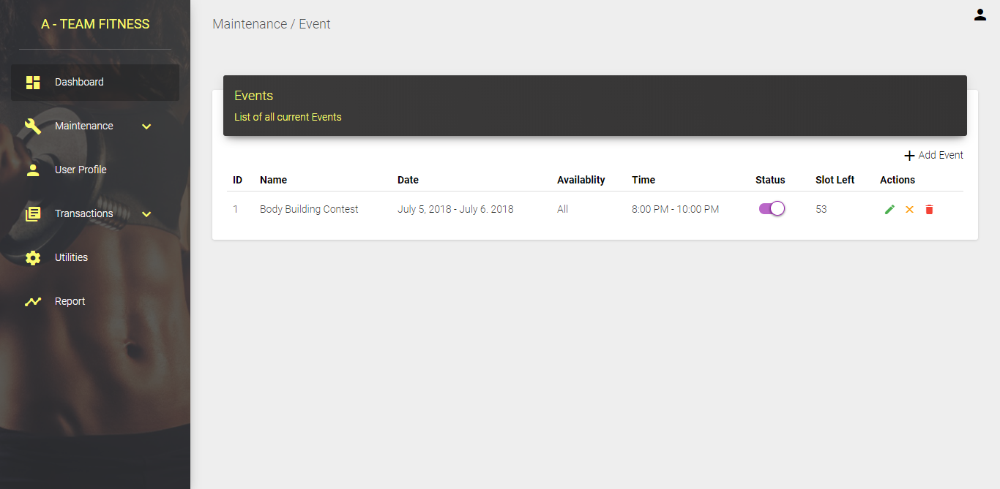 A - TEAM FITNESS
Dashboard
Maintenance
User Profile
Transactions
Utilities
Report
Maintenance / Event
Events
List of all current Events
Add Event
ID Name Date Availablity Time Status Slot Left Actions
1 Body Building Contest July 5, 2018 - July 6. 2018 All 8:00 PM - 10:00 PM 53